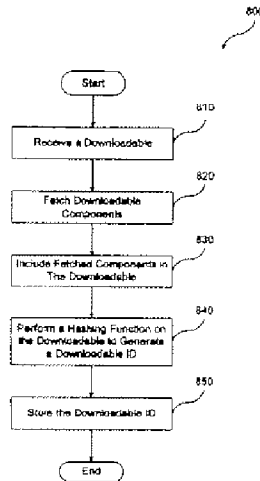 800
Start
810
Receive a Downloadable
820
Fetch Downloadable
Components
830
Include Fetched Components in
The Downloadable
840
Perform a Hashing Function on
the Downloadable to Generate
a Downloadable ID
850
Store the Downloadable ID
End